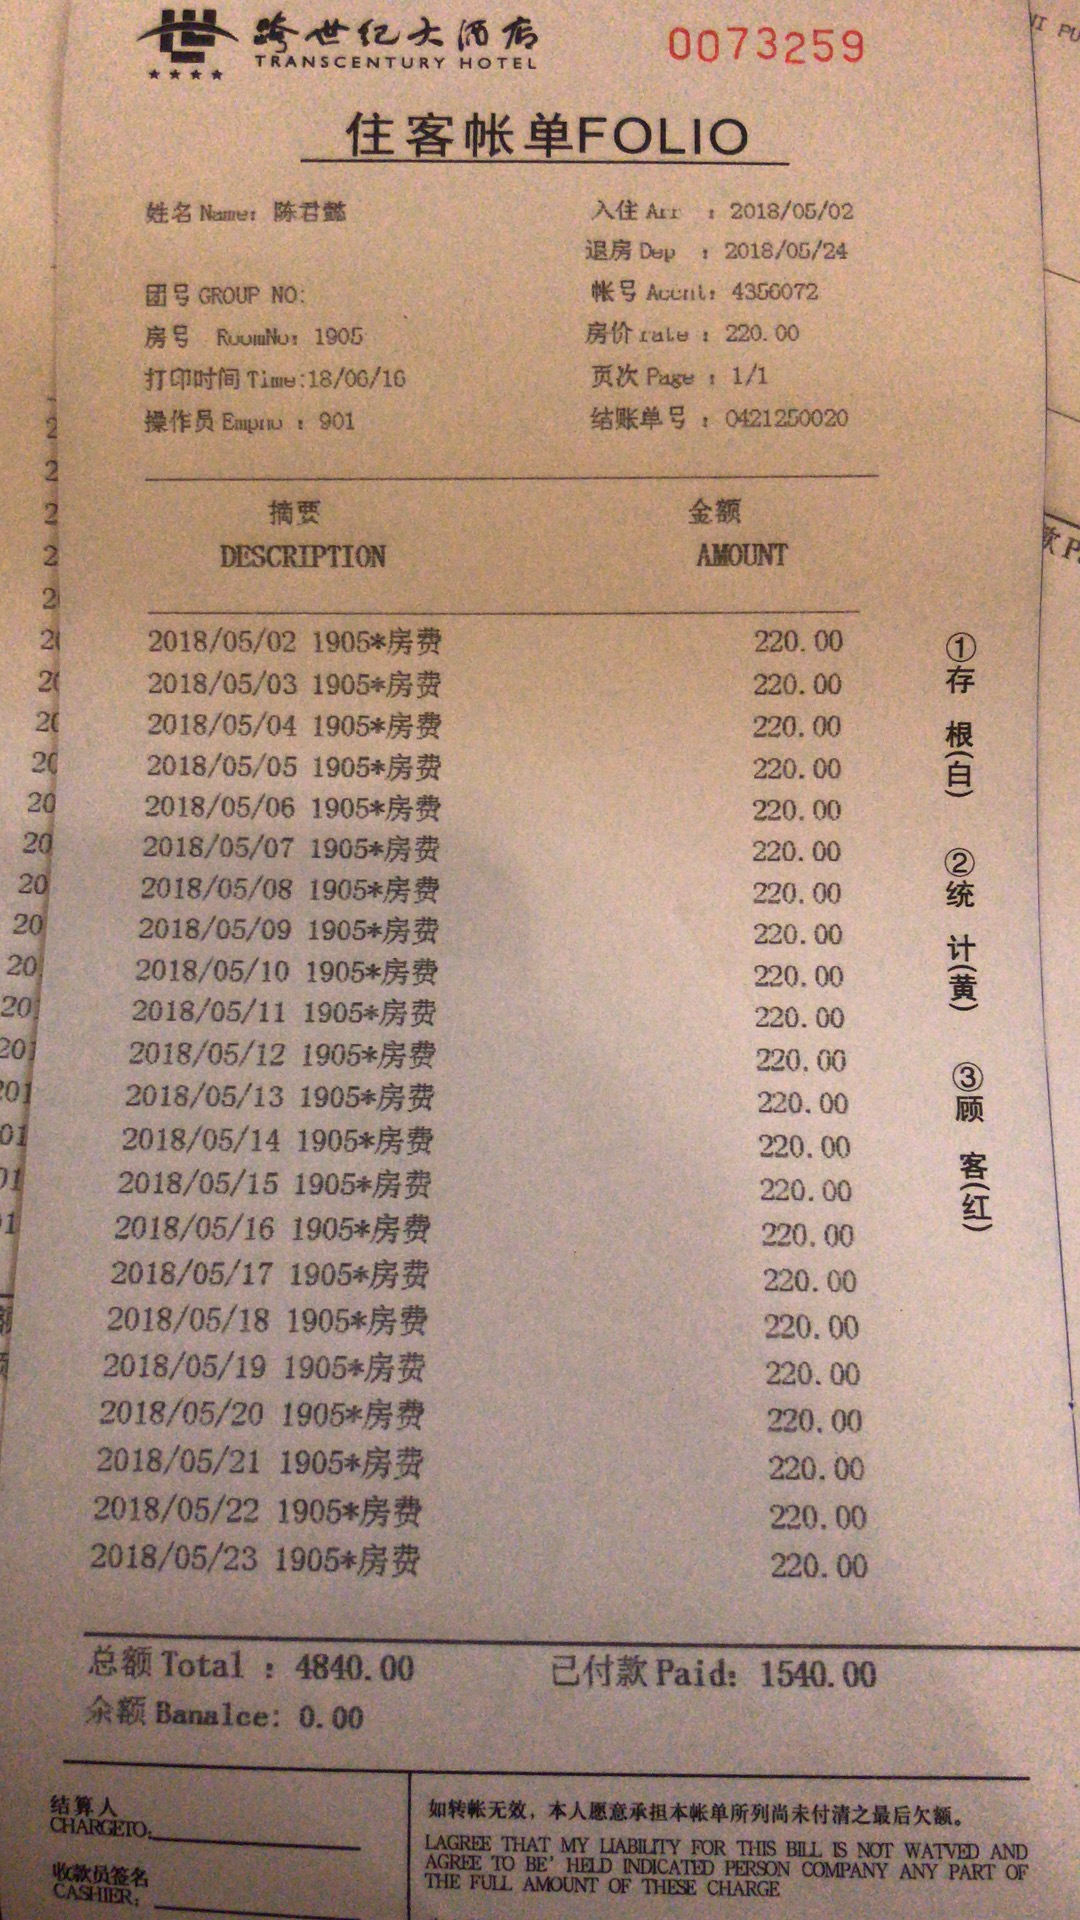 跨世纪大酒店
TRANSCENTURY HOTEL
0073259
住客帐单FOLIO
姓名 Name: 陈君懿
入住 Arr : 2018/05/02
退房 Dep : 2018/05/24
团号 GROUP NO:
帐号 Accnt: 4356072
房号 RoomNo: 1905
房价 rate : 220.00
打印时间 Time:18/06/16
页次 Page : 1/1
操作员 Empno : 901
结账单号 : 0421250020
摘要 金额
DESCRIPTION AMOUNT
2018/05/02 1905*房费 220.00
2018/05/03 1905*房费 220.00
2018/05/04 1905*房费 220.00
2018/05/05 1905*房费 220.00
2018/05/06 1905*房费 220.00
2018/05/07 1905*房费 220.00
2018/05/08 1905*房费 220.00
2018/05/09 1905*房费 220.00
2018/05/10 1905*房费 220.00
2018/05/11 1905*房费 220.00
2018/05/12 1905*房费 220.00
2018/05/13 1905*房费 220.00
2018/05/14 1905*房费 220.00
2018/05/15 1905*房费 220.00
2018/05/16 1905*房费 220.00
2018/05/17 1905*房费 220.00
2018/05/18 1905*房费 220.00
2018/05/19 1905*房费 220.00
2018/05/20 1905*房费 220.00
2018/05/21 1905*房费 220.00
2018/05/22 1905*房费 220.00
2018/05/23 1905*房费 220.00
①存根(白) ②统计(黄) ③顾客(红)
总额 Total : 4840.00 已付款 Paid: 1540.00
余额 Banalce: 0.00
结算人
CHARGETO:
收款员签名
CASHIER:
如转帐无效，本人愿意承担本帐单所列尚未付清之最后欠额。
LAGREE THAT MY LIABILITY FOR THIS BILL IS NOT WATVED AND
AGREE TO BE' HELD INDICATED PERSON COMPANY ANY PART OF
THE FULL AMOUNT OF THESE CHARGE